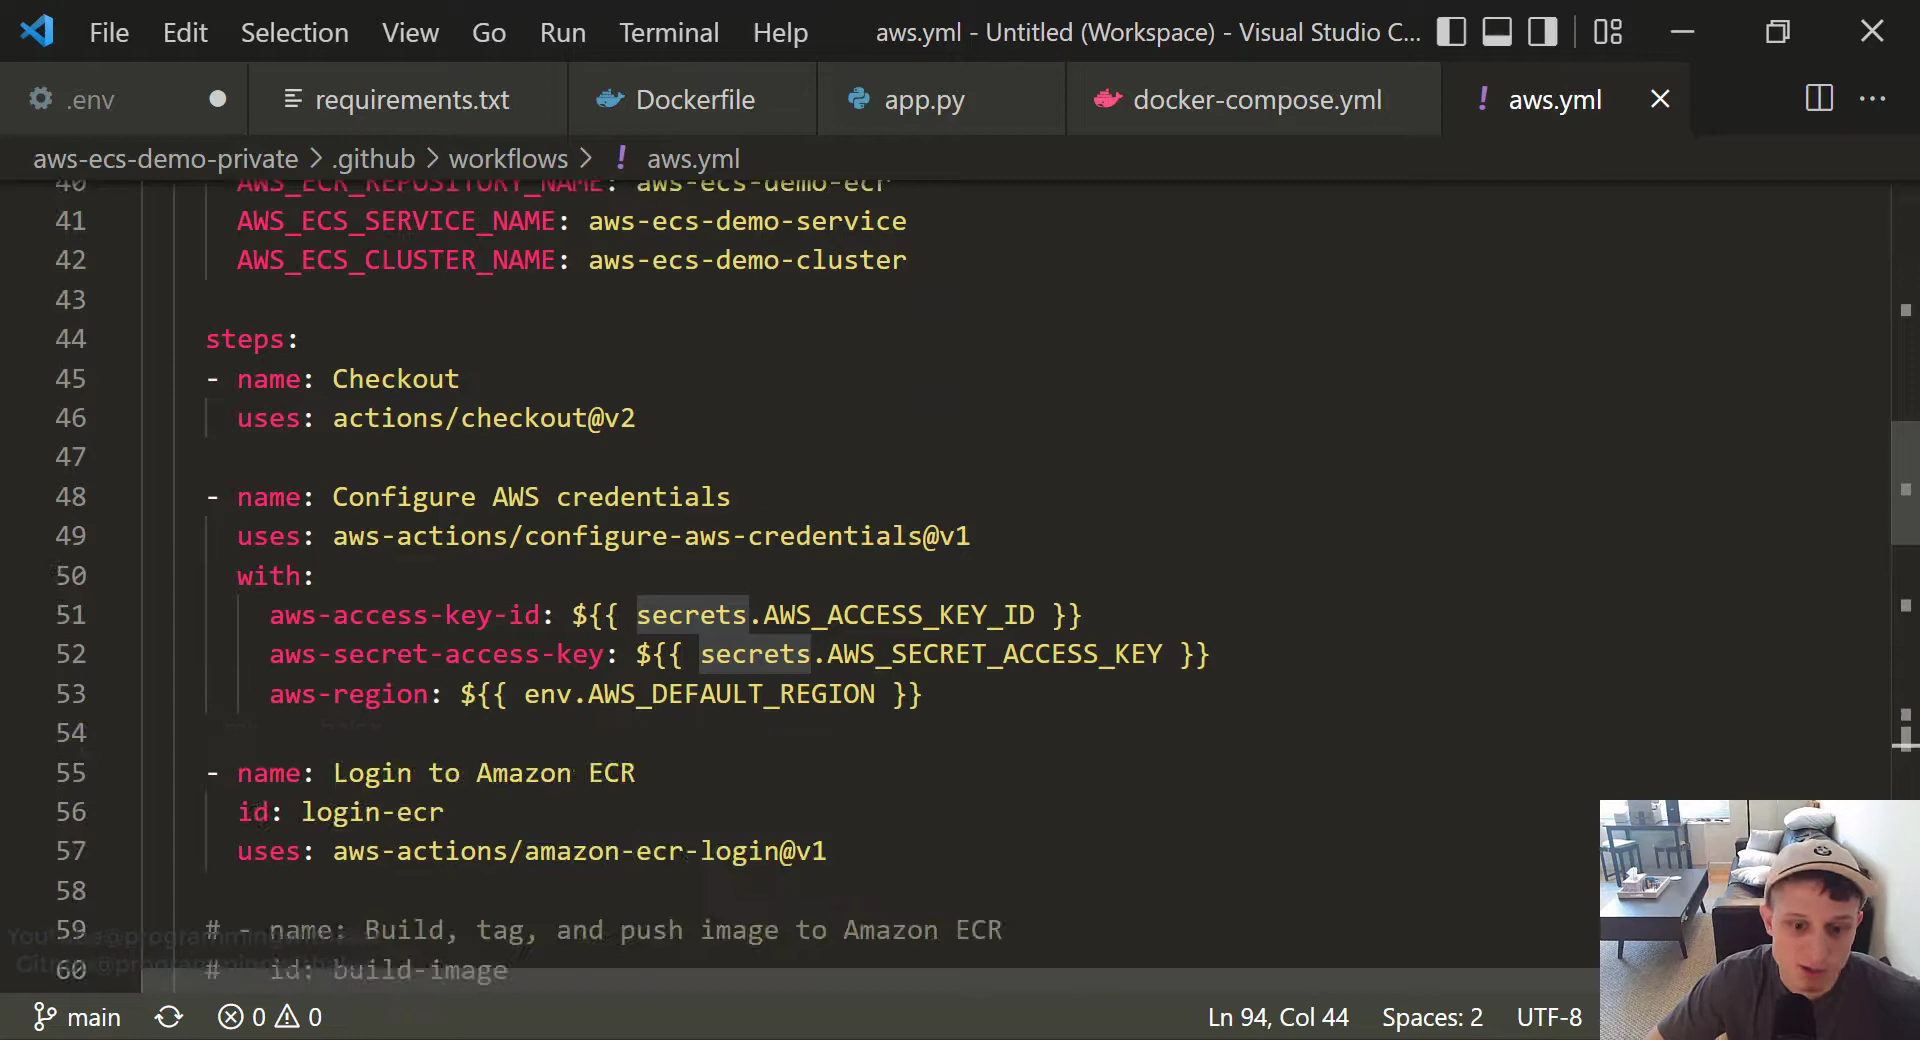 File Edit Selection View Go Run Terminal Help aws.yml - Untitled (Workspace) - Visual Studio C...
.env requirements.txt Dockerfile app.py docker-compose.yml ! aws.yml
aws-ecs-demo-private > .github > workflows > ! aws.yml
40 AWS_ECR_REPOSITORY_NAME: aws-ecs-demo-ecr
41 AWS_ECS_SERVICE_NAME: aws-ecs-demo-service
42 AWS_ECS_CLUSTER_NAME: aws-ecs-demo-cluster
43
44 steps:
45 - name: Checkout
46 uses: actions/checkout@v2
47
48 - name: Configure AWS credentials
49 uses: aws-actions/configure-aws-credentials@v1
50 with:
51 aws-access-key-id: ${{ secrets.AWS_ACCESS_KEY_ID }}
52 aws-secret-access-key: ${{ secrets.AWS_SECRET_ACCESS_KEY }}
53 aws-region: ${{ env.AWS_DEFAULT_REGION }}
54
55 - name: Login to Amazon ECR
56 id: login-ecr
57 uses: aws-actions/amazon-ecr-login@v1
58
59 # - name: Build, tag, and push image to Amazon ECR
60 # id: build-image
main 0 0 Ln 94, Col 44 Spaces: 2 UTF-8